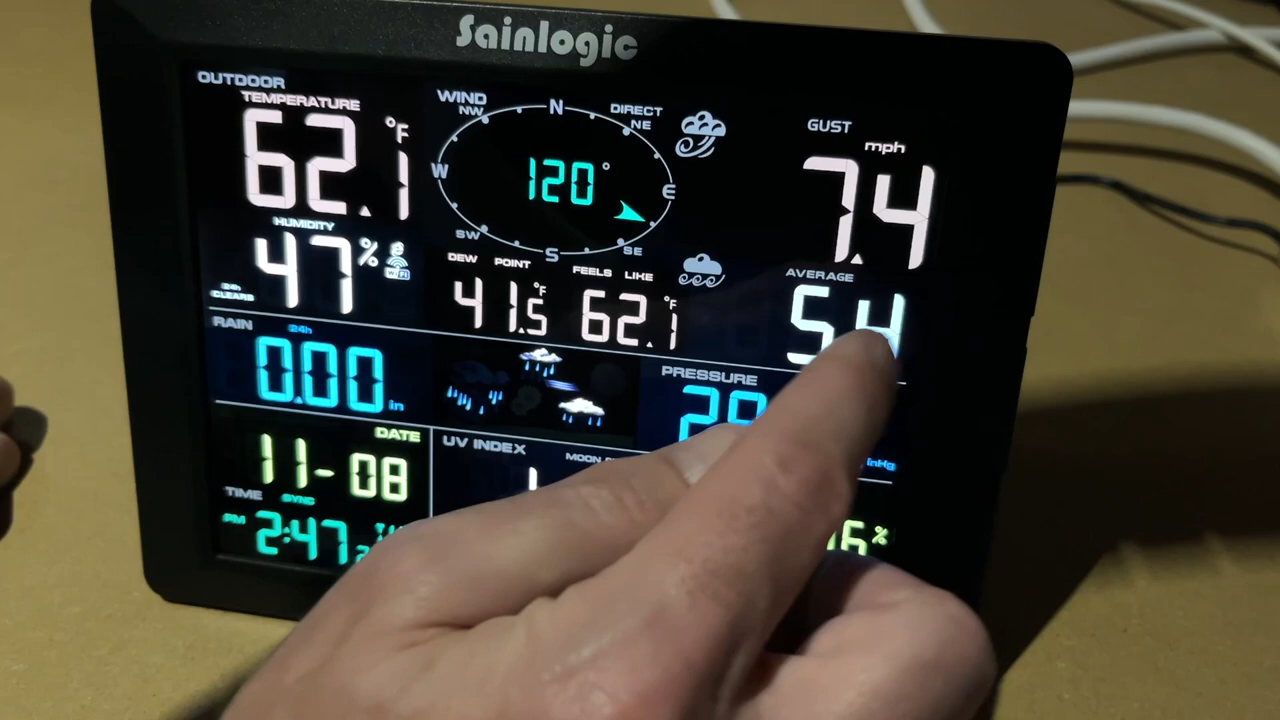 Sainlogic
OUTDOOR
TEMPERATURE
62.1 °F
HUMIDITY
47 %
WiFi
24h
CLEARS
WIND
DIRECT
N
NE
E
SE
S
SW
W
NW
120°
DEW POINT
41.5 °F
FEELS LIKE
62.1 °F
GUST
mph
7.4
AVERAGE
5.4
RAIN
24h
0.00 in
PRESSURE
inHg
DATE
11-08
TIME
SYNC
PM 2:47
UV INDEX
MOON
%